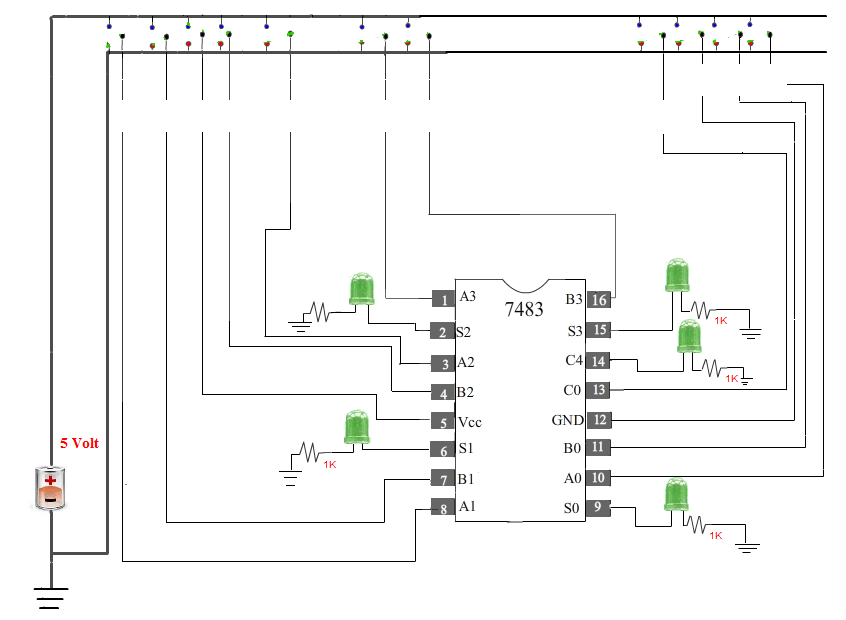 7483
1 A3
2 S2
3 A2
4 B2
5 Vcc
6 S1
7 B1
8 A1
B3 16
S3 15
C4 14
C0 13
GND 12
B0 11
A0 10
S0 9
1K
1K
1K
1K
5 Volt
+
-